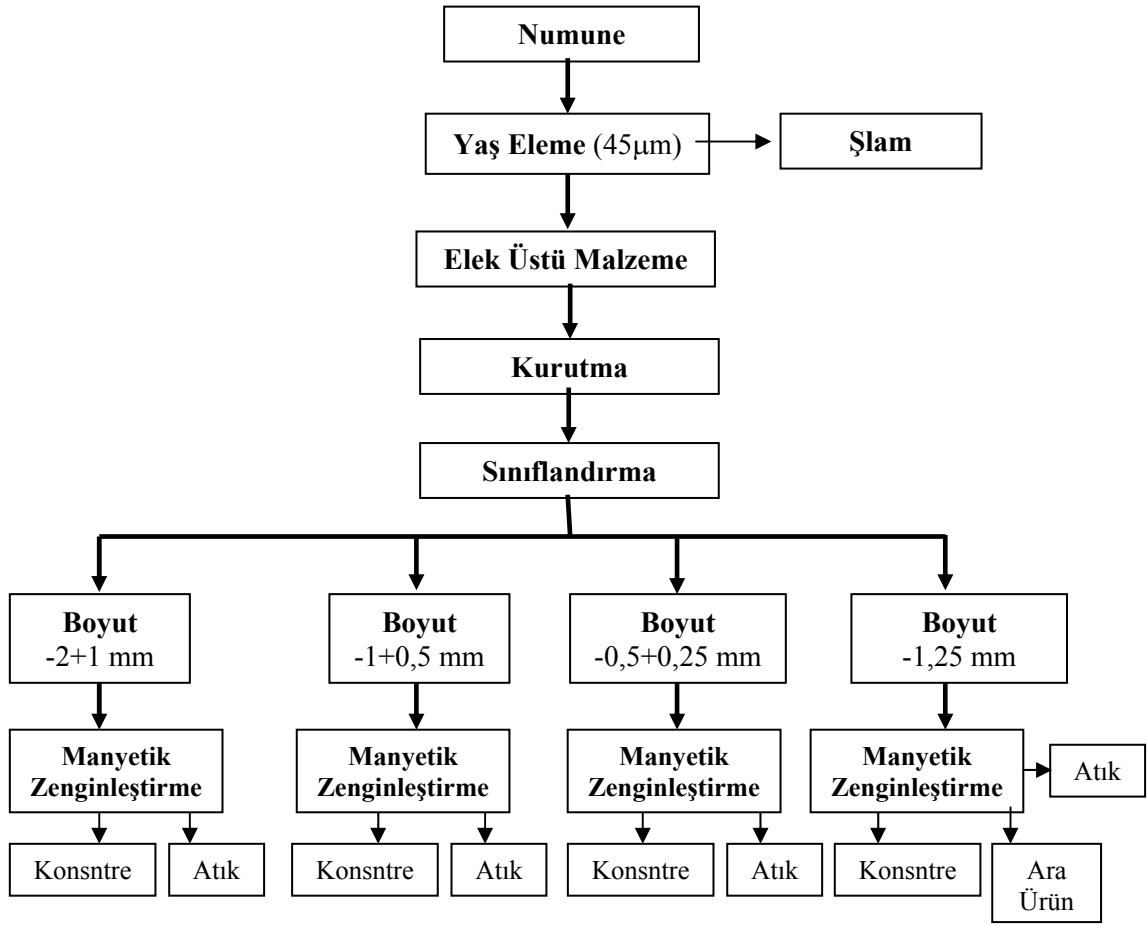 Numune
Yaş Eleme (45μm)
Şlam
Elek Üstü Malzeme
Kurutma
Sınıflandırma
Boyut
-2+1 mm
Boyut
-1+0,5 mm
Boyut
-0,5+0,25 mm
Boyut
-1,25 mm
Manyetik
Zenginleştirme
Manyetik
Zenginleştirme
Manyetik
Zenginleştirme
Manyetik
Zenginleştirme
Atık
Konsntre
Atık
Konsntre
Atık
Konsntre
Atık
Konsntre
Ara
Ürün